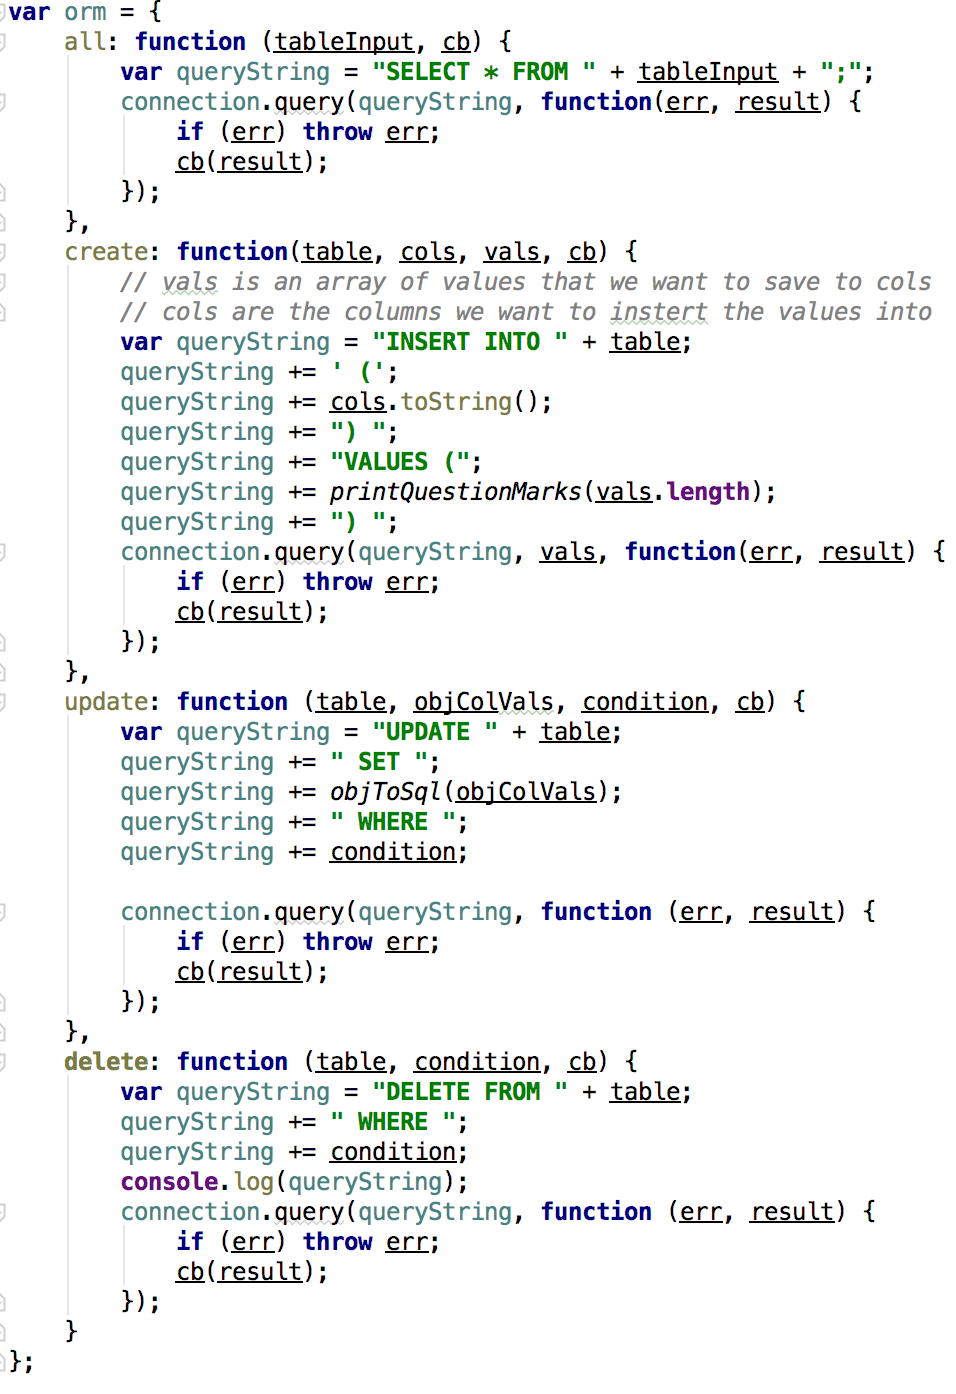 var orm = {
    all: function (tableInput, cb) {
        var queryString = "SELECT * FROM " + tableInput + ";";
        connection.query(queryString, function(err, result) {
            if (err) throw err;
            cb(result);
        });
    },
    create: function(table, cols, vals, cb) {
        // vals is an array of values that we want to save to cols
        // cols are the columns we want to instert the values into
        var queryString = "INSERT INTO " + table;
        queryString += ' (';
        queryString += cols.toString();
        queryString += ") ";
        queryString += "VALUES (";
        queryString += printQuestionMarks(vals.length);
        queryString += ") ";
        connection.query(queryString, vals, function(err, result) {
            if (err) throw err;
            cb(result);
        });
    },
    update: function (table, objColVals, condition, cb) {
        var queryString = "UPDATE " + table;
        queryString += " SET ";
        queryString += objToSql(objColVals);
        queryString += " WHERE ";
        queryString += condition;

        connection.query(queryString, function (err, result) {
            if (err) throw err;
            cb(result);
        });
    },
    delete: function (table, condition, cb) {
        var queryString = "DELETE FROM " + table;
        queryString += " WHERE ";
        queryString += condition;
        console.log(queryString);
        connection.query(queryString, function (err, result) {
            if (err) throw err;
            cb(result);
        });
    }
};